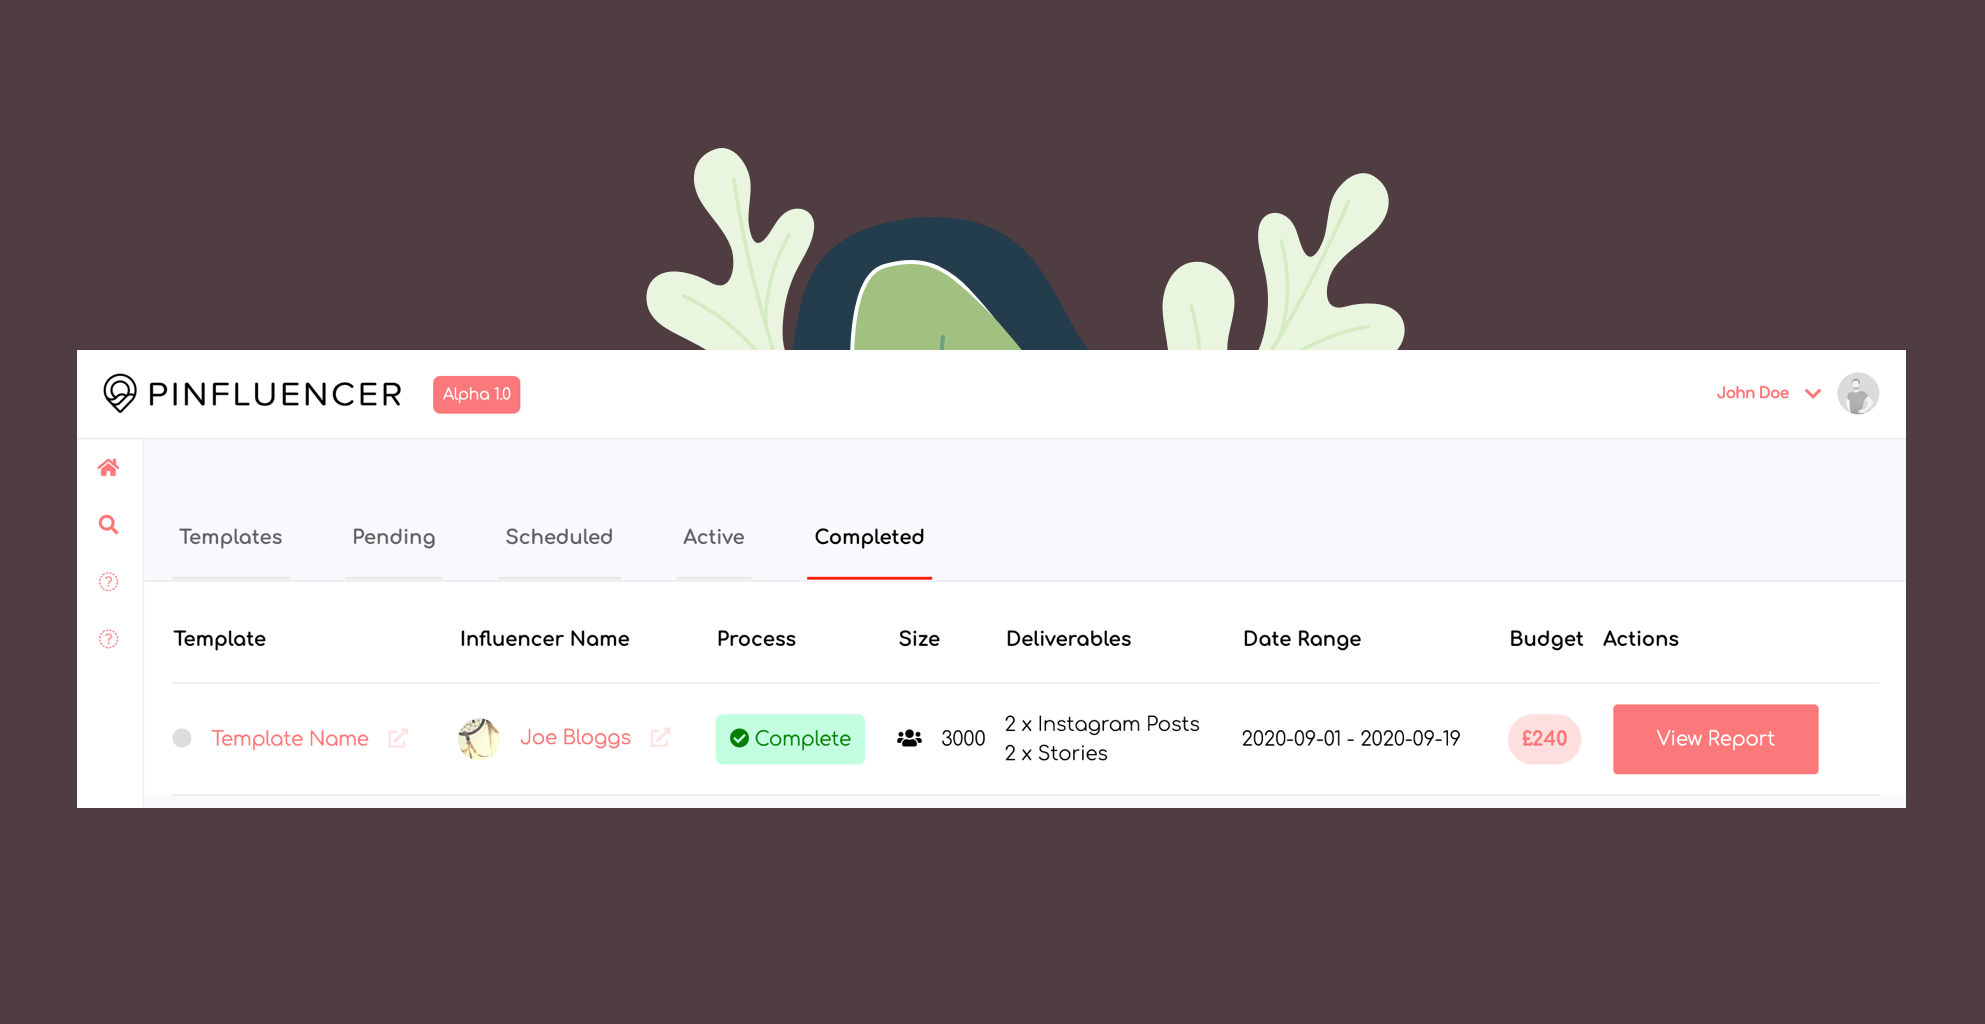 PINFLUENCER
Alpha 1.0
John Doe
Templates
Pending
Scheduled
Active
Completed
Template
Influencer Name
Process
Size
Deliverables
Date Range
Budget
Actions
Template Name
Joe Bloggs
Complete
3000
2 x Instagram Posts
2 x Stories
2020-09-01 - 2020-09-19
£240
View Report
?
?